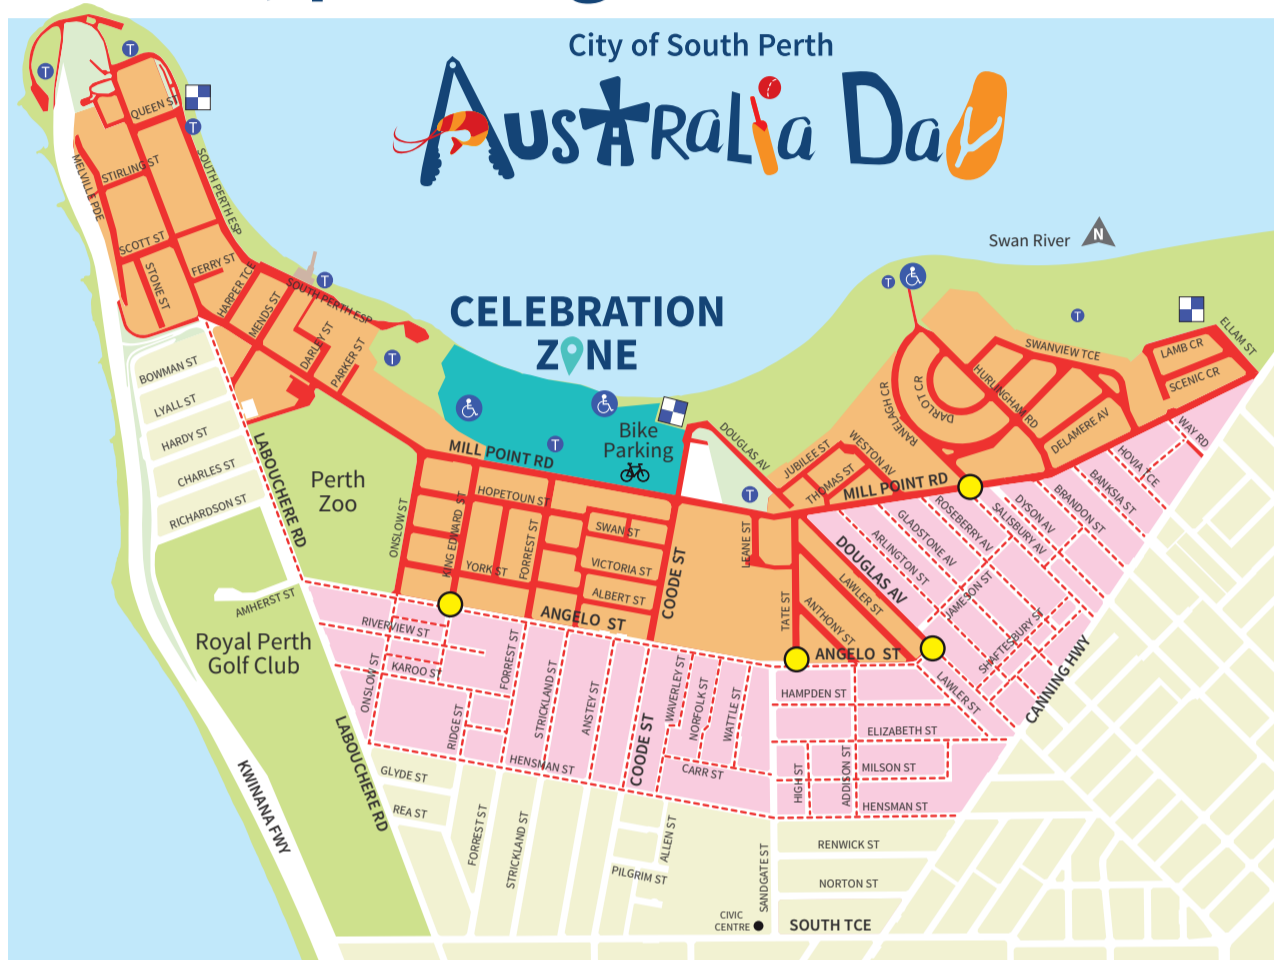 City of South Perth
Australia Day
T
T
QUEEN ST
T
STIRLING ST
MELVILLE PDE
SOUTH PERTH ESP
SCOTT ST
STONE ST
FERRY ST
HARPER TCE
MENDS ST
SOUTH PERTH ESP
T
DARLEY ST
PARKER ST
T
Swan River
N
CELEBRATION
ZONE
T
T
SWANVIEW TCE
LAMB CR
ELLAM ST
SCENIC CR
HURLINGHAM RD
DARLOT CR
RANELAGH CR
DELAMERE AV
WAY RD
HOVIA TCE
BANKSIA ST
BRANDON ST
BOWMAN ST
LYALL ST
HARDY ST
CHARLES ST
RICHARDSON ST
LABOUCHERE RD
Perth
Zoo
MILL POINT RD
T
Bike
Parking
DOUGLAS AV
T
JUBILEE ST
THOMAS ST
WESTON AV
MILL POINT RD
ONSLOW ST
KING EDWARD ST
HOPETOUN ST
FORREST ST
YORK ST
SWAN ST
VICTORIA ST
ALBERT ST
ANGELO ST
COODE ST
LEANE ST
TATE ST
DOUGLAS AV
LAWLER ST
ANTHONY ST
ANGELO ST
ARLINGTON ST
GLADSTONE AV
ROSEBERRY AV
SALISBURY AV
DYSON AV
JAMESON ST
SHAFTESBURY ST
LAWLER ST
CANNING HWY
AMHERST ST
Royal Perth
Golf Club
RIVERVIEW ST
KAROO ST
ONSLOW ST
RIDGE ST
FORREST ST
STRICKLAND ST
ANSTEY ST
COODE ST
WAVERLEY ST
NORFOLK ST
WATTLE ST
CARR ST
HENSMAN ST
HAMPDEN ST
ELIZABETH ST
MILSON ST
HIGH ST
ADDISON ST
HENSMAN ST
LABOUCHERE RD
KWINANA FWY
GLYDE ST
REA ST
FORREST ST
STRICKLAND ST
ALLEN ST
PILGRIM ST
SANDGATE ST
RENWICK ST
NORTON ST
CIVIC
CENTRE
SOUTH TCE